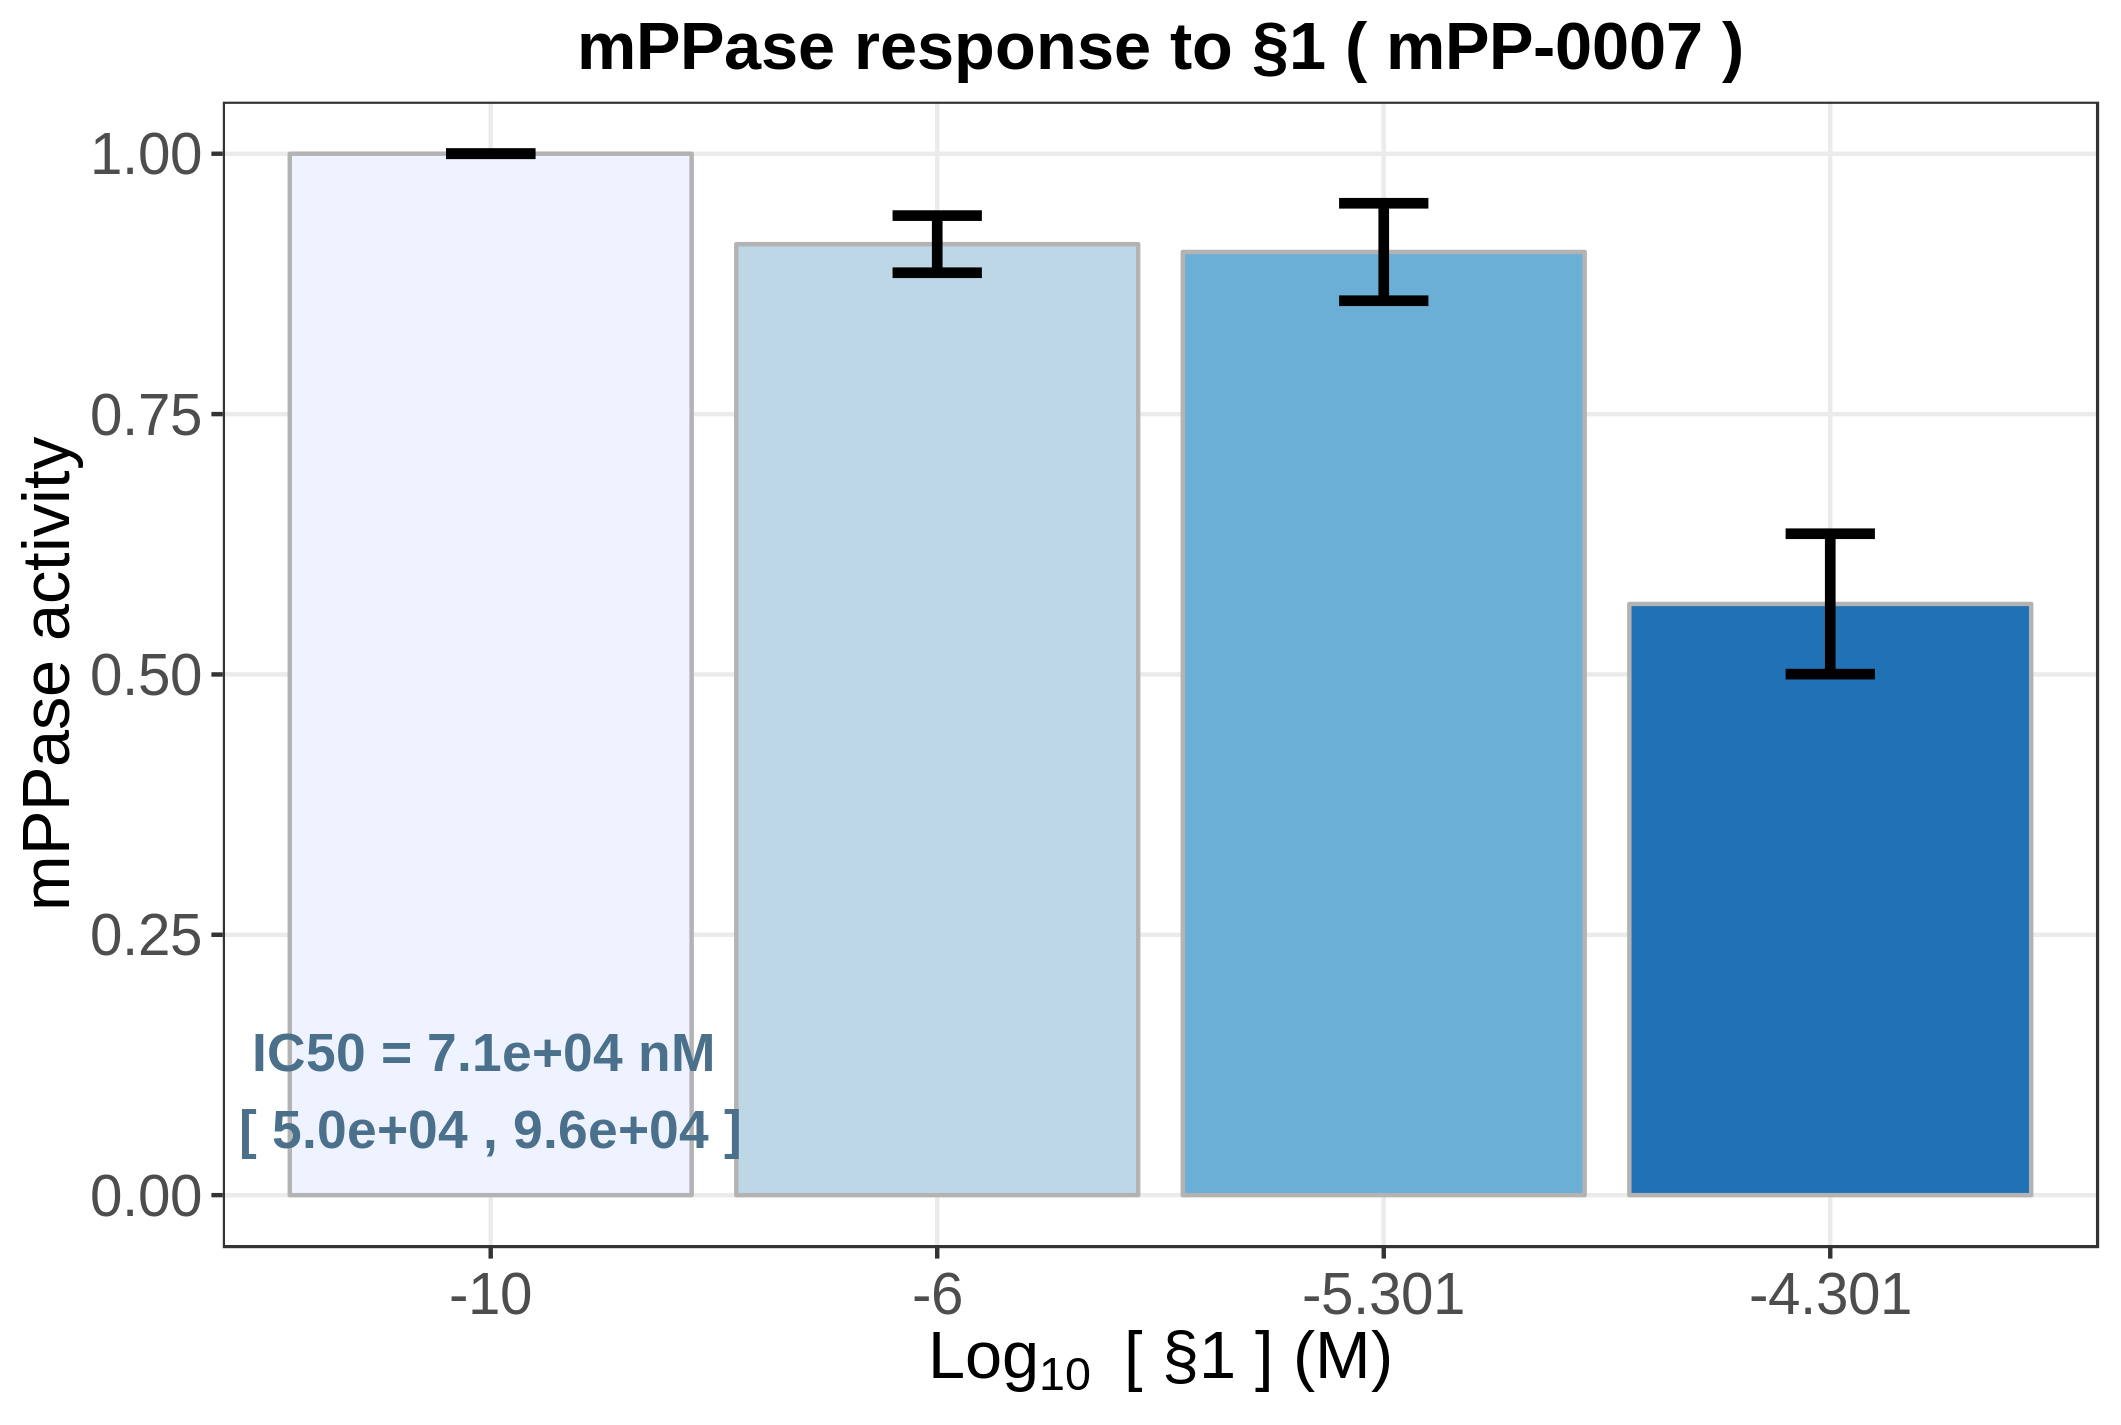 mPPase response to §1 ( mPP-0007 )
mPPase activity
1.00
0.75
0.50
0.25
0.00
IC50 = 7.1e+04 nM
[ 5.0e+04 , 9.6e+04 ]
-10
-6
-5.301
-4.301
Log10 [ §1 ] (M)